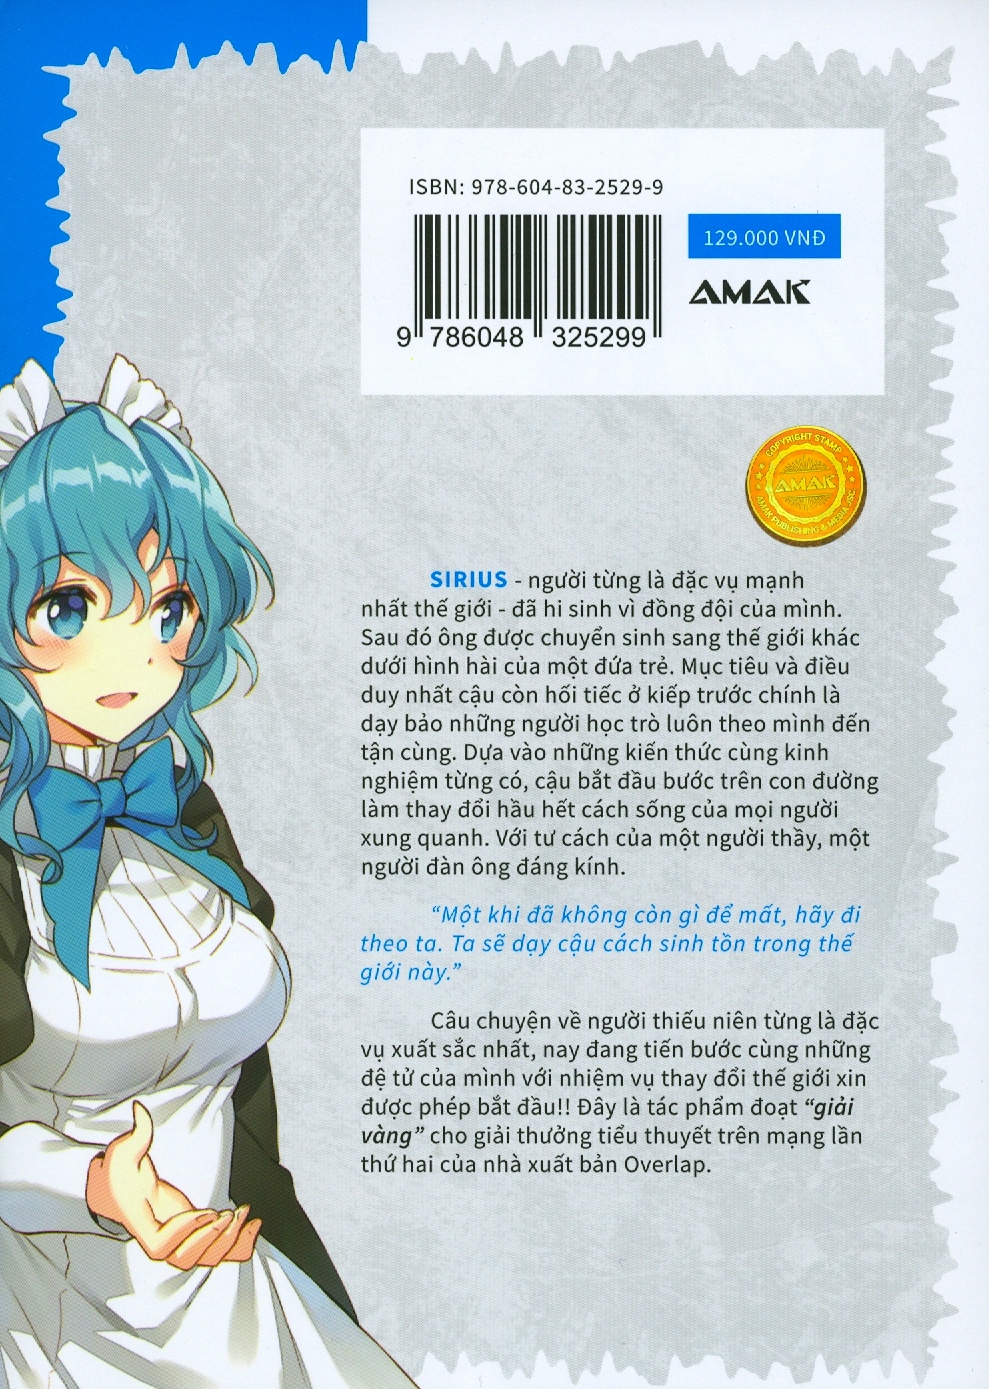 ISBN: 978-604-83-2529-9
129.000 VNĐ
AMAK
9 786048 325299
COPYRIGHT STAMP
AMAK
AMAK PUBLISHING & MEDIA JSC
SIRIUS - người từng là đặc vụ mạnh
nhất thế giới - đã hi sinh vì đồng đội của mình.
Sau đó ông được chuyển sinh sang thế giới khác
dưới hình hài của một đứa trẻ. Mục tiêu và điều
duy nhất cậu còn hối tiếc ở kiếp trước chính là
dạy bảo những người học trò luôn theo mình đến
tận cùng. Dựa vào những kiến thức cùng kinh
nghiệm từng có, cậu bắt đầu bước trên con đường
làm thay đổi hầu hết cách sống của mọi người
xung quanh. Với tư cách của một người thầy, một
người đàn ông đáng kính.
“Một khi đã không còn gì để mất, hãy đi
theo ta. Ta sẽ dạy cậu cách sinh tồn trong thế
giới này.”
Câu chuyện về người thiếu niên từng là đặc
vụ xuất sắc nhất, nay đang tiến bước cùng những
đệ tử của mình với nhiệm vụ thay đổi thế giới xin
được phép bắt đầu!! Đây là tác phẩm đoạt “giải
vàng” cho giải thưởng tiểu thuyết trên mạng lần
thứ hai của nhà xuất bản Overlap.